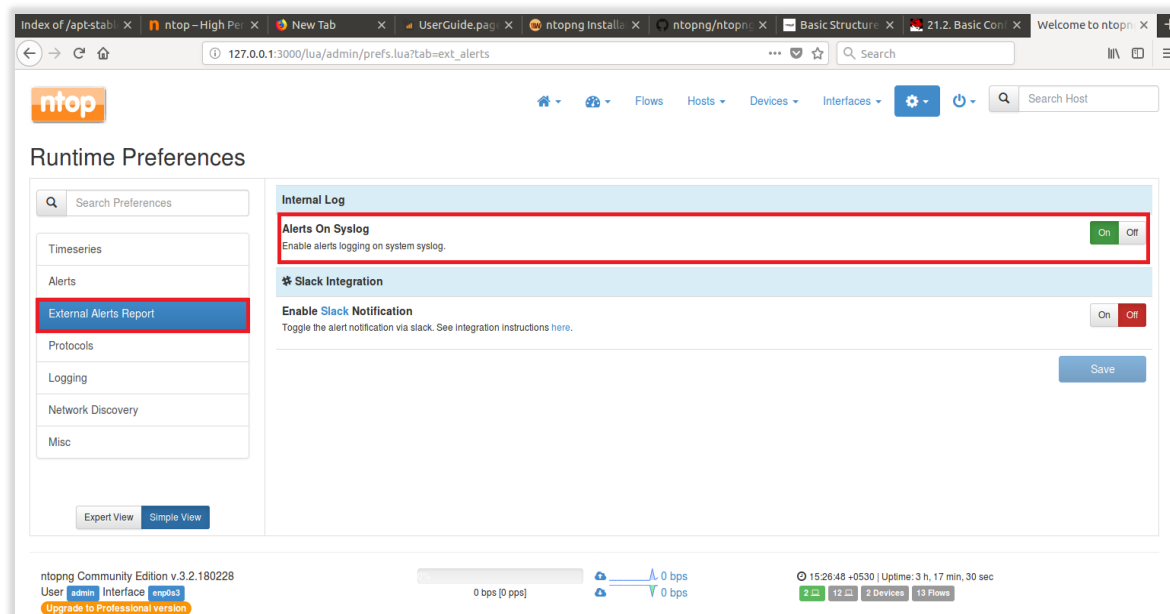 Index of /apt-stabl
ntop – High Per
New Tab
UserGuide.page
ntopng Installa
ntopng/ntopng
Basic Structure
21.2. Basic Conf
Welcome to ntopn
127.0.0.1:3000/lua/admin/prefs.lua?tab=ext_alerts
Search
ntop
Flows
Hosts
Devices
Interfaces
Search Host
Runtime Preferences
Search Preferences
Timeseries
Alerts
External Alerts Report
Protocols
Logging
Network Discovery
Misc
Expert View
Simple View
Internal Log
Alerts On Syslog
On Off
Enable alerts logging on system syslog.
Slack Integration
Enable Slack Notification
On Off
Toggle the alert notification via slack. See integration instructions here.
Save
ntopng Community Edition v.3.2.180228
User admin Interface enp0s3
Upgrade to Professional version
0 bps [0 pps]
0 bps
0 bps
15:26:48 +0530 | Uptime: 3 h, 17 min, 30 sec
2 12 2 Devices 13 Flows